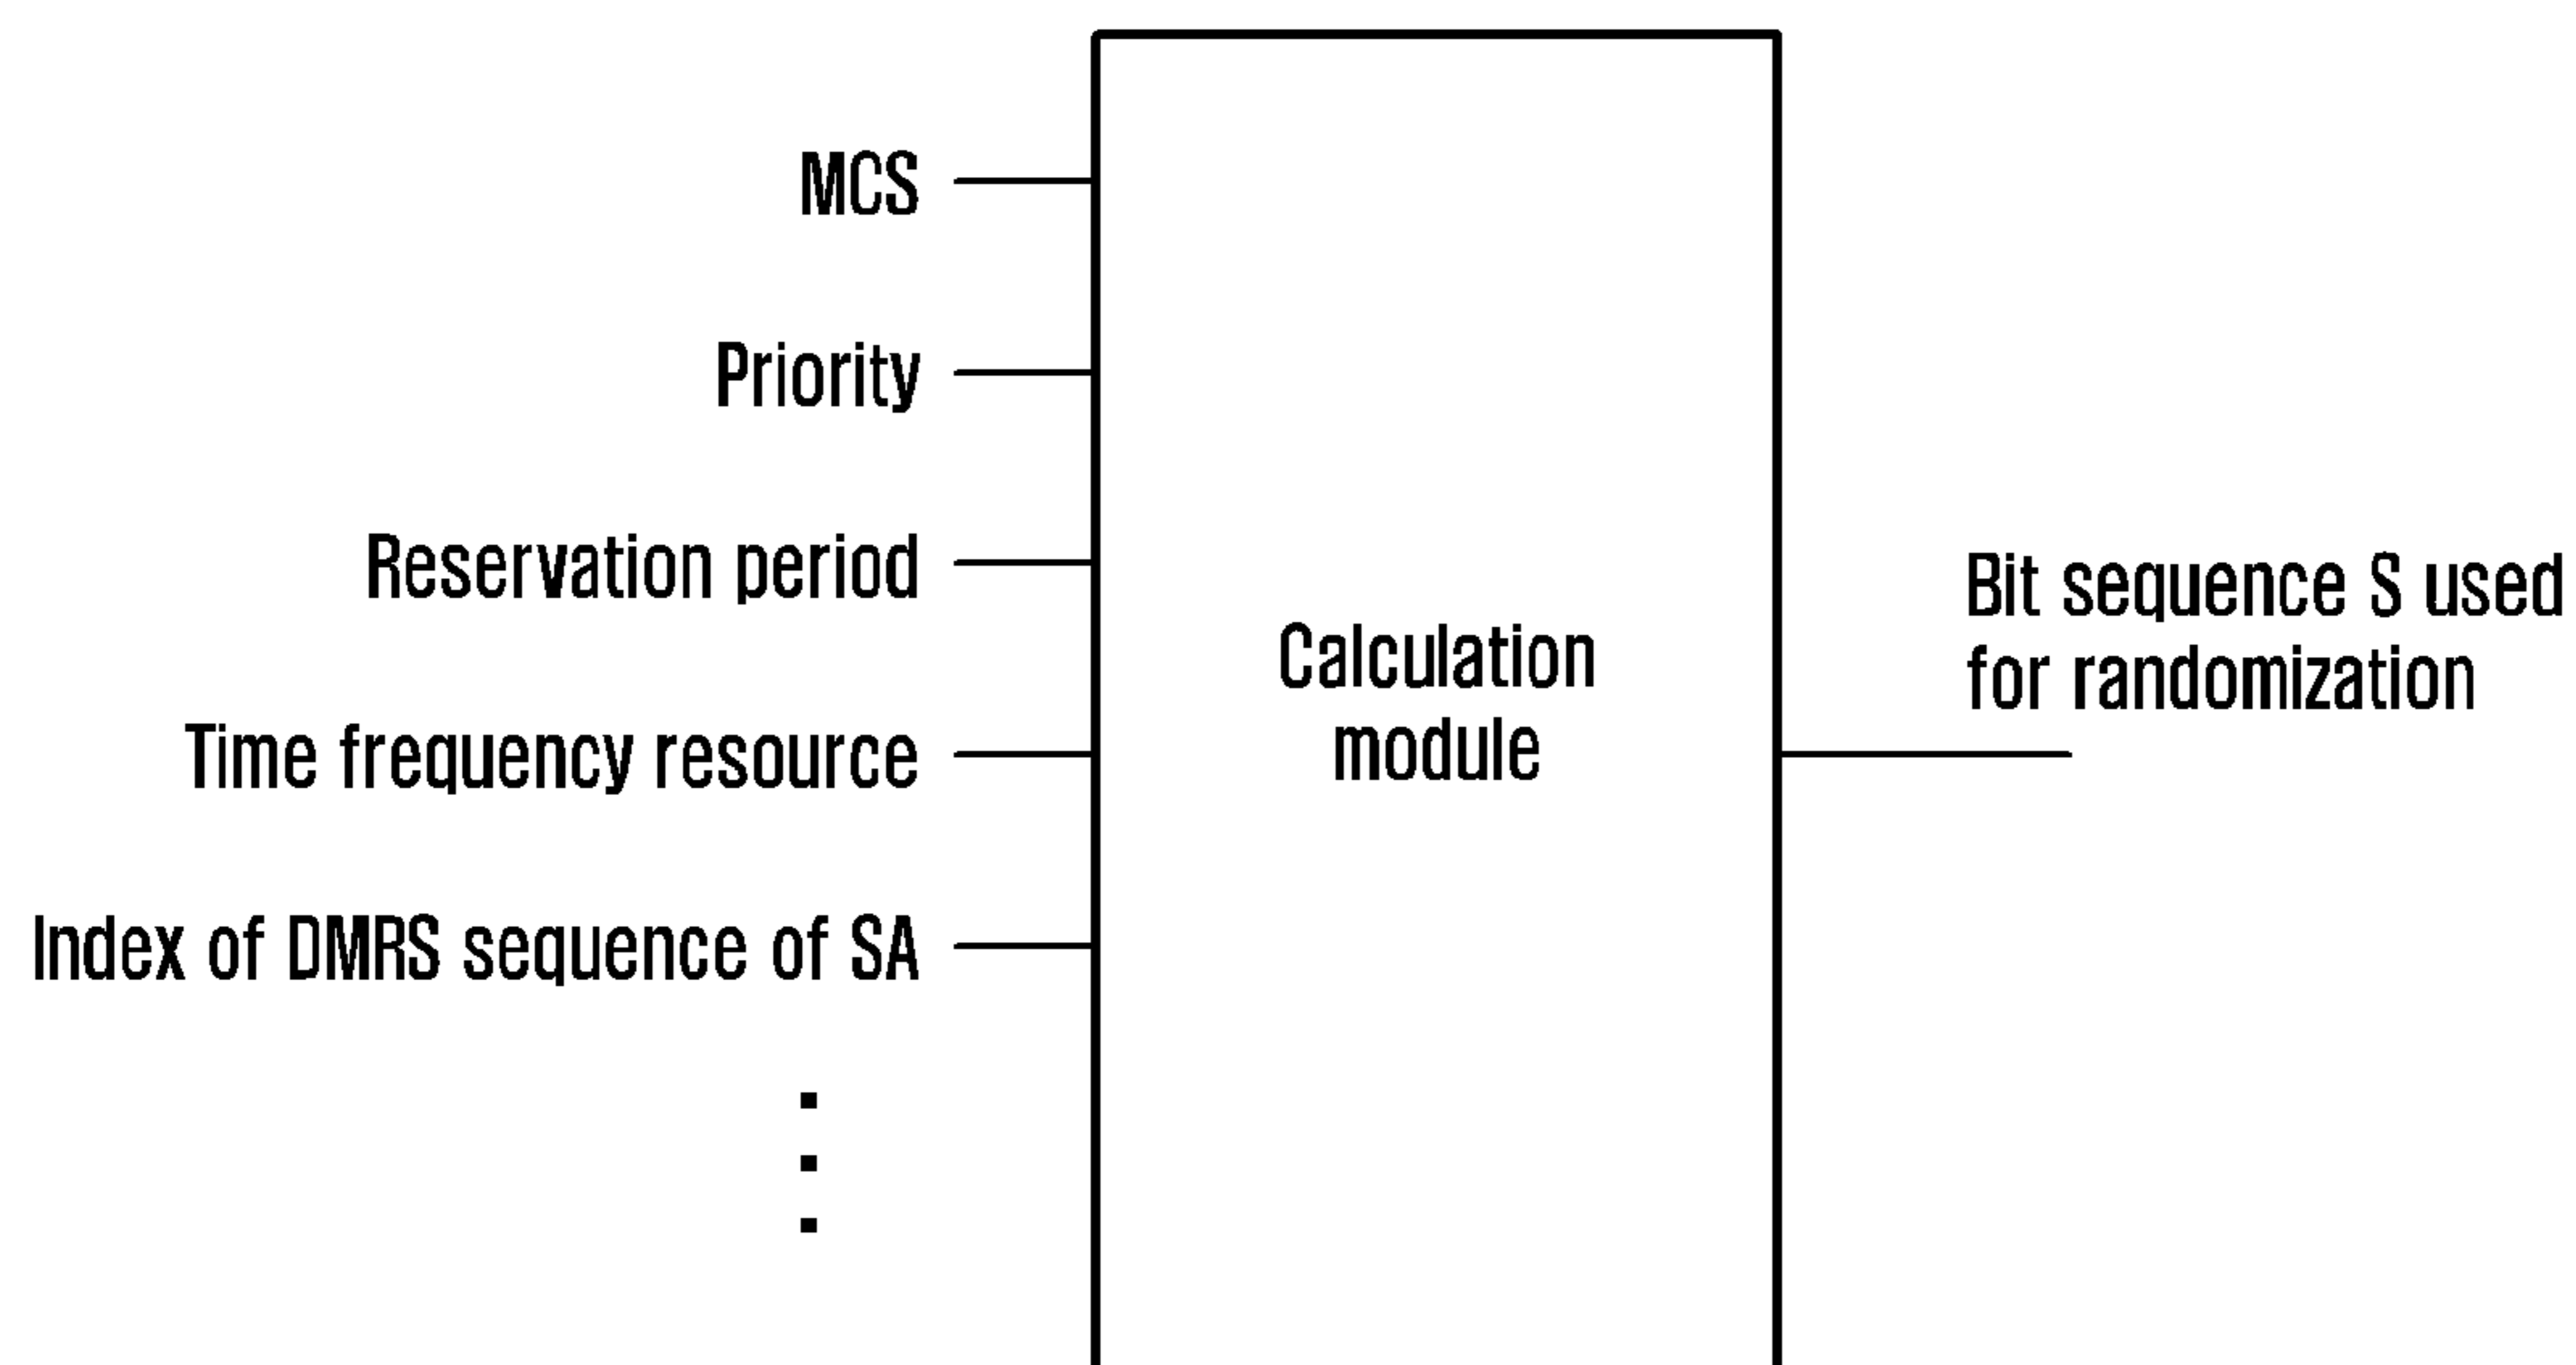 MCS
Priority
Reservation period
Time frequency resource
Index of DMRS sequence of SA
Calculation
module
Bit sequence S used
for randomization